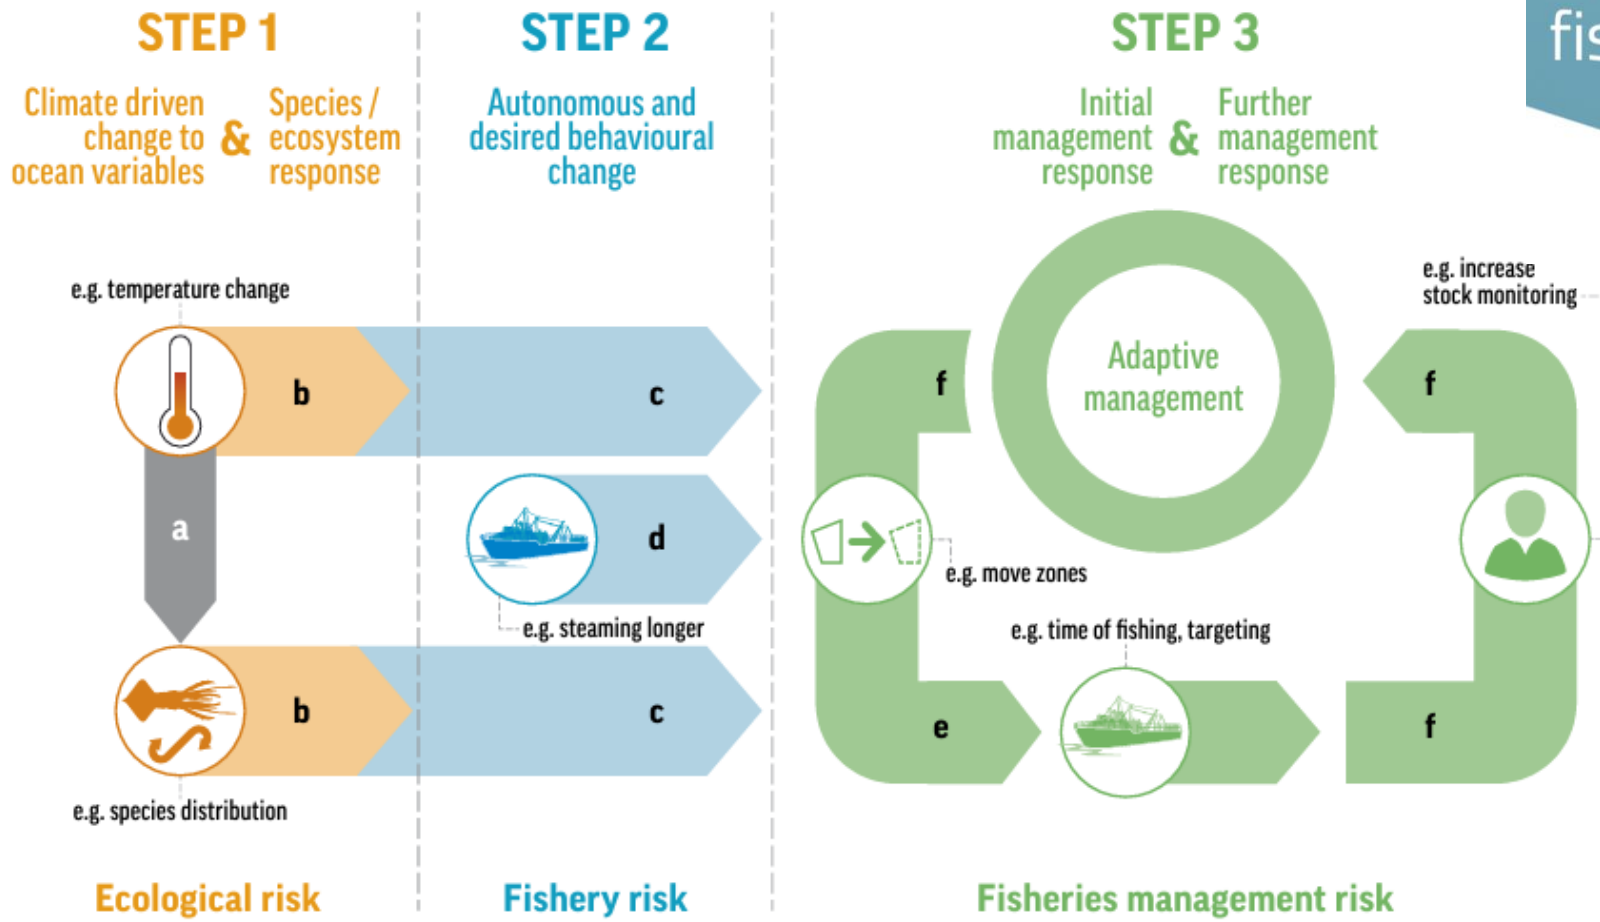 STEP 1
Climate driven
change to
ocean variables
&
Species /
ecosystem
response
e.g. temperature change
b
a
b
e.g. species distribution
Ecological risk
STEP 2
Autonomous and
desired behavioural
change
c
d
e.g. steaming longer
c
Fishery risk
STEP 3
Initial
management
response
&
Further
management
response
e.g. increase
stock monitoring
f
Adaptive
management
f
e.g. move zones
e.g. time of fishing, targeting
e
f
Fisheries management risk
fis